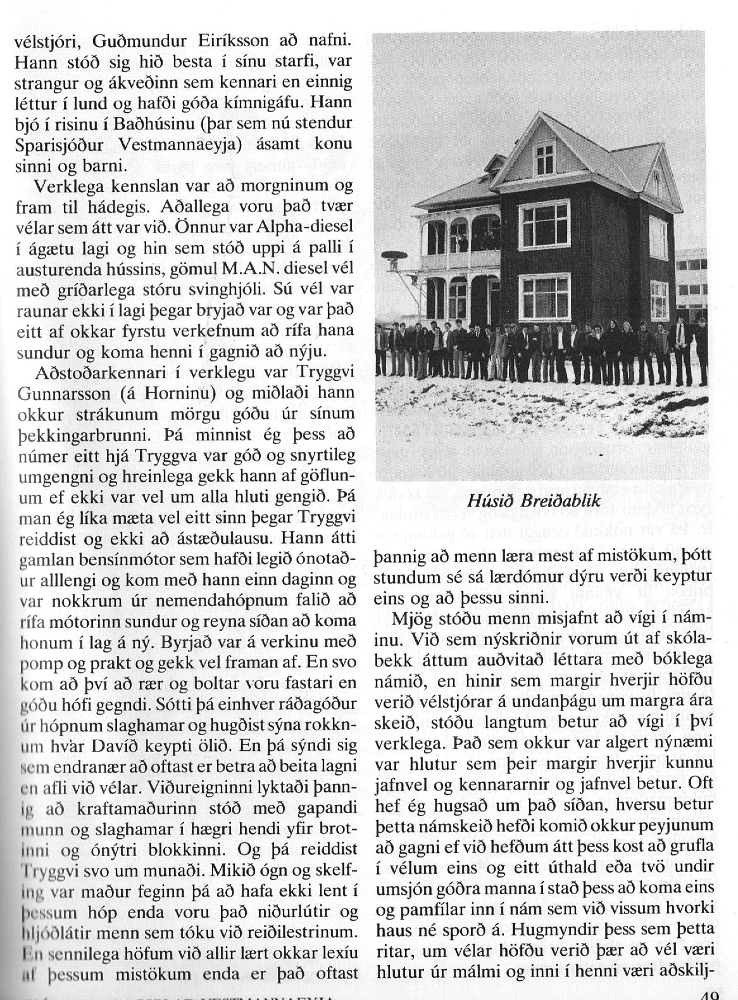 vélstjóri, Guðmundur Eiríksson að nafni.
Hann stóð sig hið besta í sínu starfi, var
strangur og ákveðinn sem kennari en einnig
léttur í lund og hafði góða kímnigáfu. Hann
bjó í risinu í Baðhúsinu (þar sem nú stendur
Sparisjóður Vestmannaeyja) ásamt konu
sinni og barni.
Verklega kennslan var að morgninum og
fram til hádegis. Aðallega voru það tvær
vélar sem átt var við. Önnur var Alpha-diesel
í ágætu lagi og hin sem stóð uppi á palli í
austurenda hússins, gömul M.A.N. diesel vél
með gríðarlega stóru svinghjóli. Sú vél var
raunar ekki í lagi þegar bryjað var og var það
eitt af okkar fyrstu verkefnum að rífa hana
sundur og koma henni í gagnið að nýju.
Aðstoðarkennari í verklegu var Tryggvi
Gunnarsson (á Horninu) og miðlaði hann
okkur strákunum mörgu góðu úr sínum
þekkingarbrunni. Þá minnist ég þess að
númer eitt hjá Tryggva var góð og snyrtileg
umgengni og hreinlega gekk hann af göflun-
um ef ekki var vel um alla hluti gengið. Þá
man ég líka mæta vel eitt sinn þegar Tryggvi
reiddist og ekki að ástæðulausu. Hann átti
gamlan bensínmótor sem hafði legið ónotað-
ur alllengi og kom með hann einn daginn og
var nokkrum úr nemendahópnum falið að
rífa mótorinn sundur og reyna síðan að koma
honum í lag á ný. Byrjað var á verkinu með
pomp og prakt og gekk vel framan af. En svo
kom að því að rær og boltar voru fastari en
góðu hófi gegndi. Sótti þá einhver ráðagóður
úr hópnum slaghamar og hugðist sýna rokkn-
um hvar Davíð keypti ölið. En þá sýndi sig
sem endranær að oftast er betra að beita lagni
en afli við vélar. Viðureigninni lyktaði þann-
ig að kraftamaðurinn stóð með gapandi
munn og slaghamar í hægri hendi yfir brot-
inni og ónýtri blokkinni. Og þá reiddist
Tryggvi svo um munaði. Mikið ógn og skelf-
ing var maður feginn þá að hafa ekki lent í
þessum hóp enda voru það niðurlútir og
hljóðlátir menn sem tóku við reiðilestrinum.
En sennilega höfum við allir lært okkar lexíu
af þessum mistökum enda er það oftast
Húsið Breiðablik
þannig að menn læra mest af mistökum, þótt
stundum sé sá lærdómur dýru verði keyptur
eins og að þessu sinni.
Mjög stóðu menn misjafnt að vígi í nám-
inu. Við sem nýskriðnir vorum út af skóla-
bekk áttum auðvitað léttara með bóklega
námið, en hinir sem margir hverjir höfðu
verið vélstjórar á undanþágu um margra ára
skeið, stóðu langtum betur að vígi í því
verklega. Það sem okkur var algert nýnæmi
var hlutur sem þeir margir hverjir kunnu
jafnvel og kennararnir og jafnvel betur. Oft
hef ég hugsað um það síðan, hversu betur
þetta námskeið hefði komið okkur peyjunum
að gagni ef við hefðum átt þess kost að grufla
í vélum eins og eitt úthald eða tvö undir
umsjón góðra manna í stað þess að koma eins
og pamfílar inn í nám sem við vissum hvorki
haus né sporð á. Hugmyndir þess sem þetta
ritar, um vélar höfðu verið þær að vél væri
hlutur úr málmi og inni í henni væri aðskilj-
49